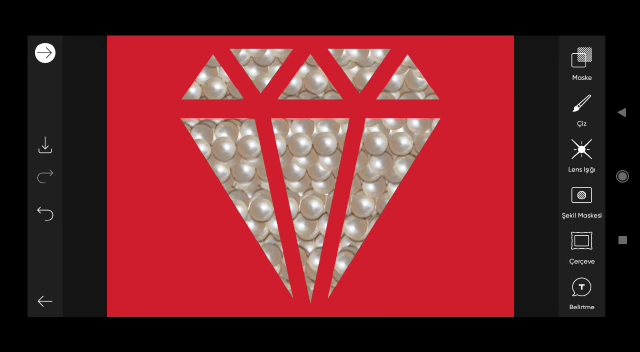 Maske
Çiz
Lens Işığı
Şekil Maskesi
Çerçeve
Belirtme